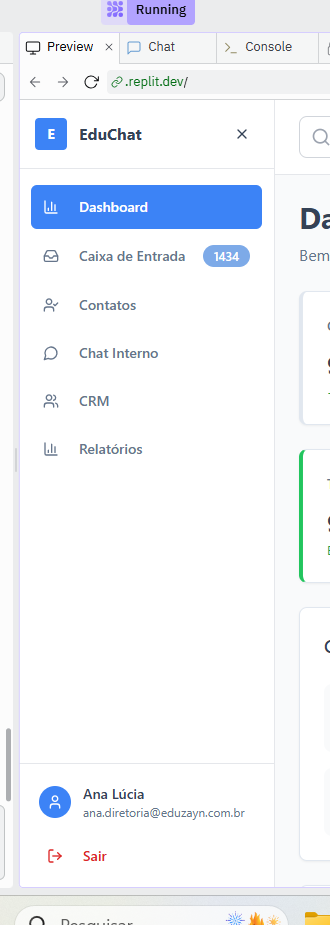 Running
Preview
Chat
Console
.replit.dev/
E
EduChat
Dashboard
Caixa de Entrada
1434
Contatos
Chat Interno
CRM
Relatórios
Da
Bem
Ana Lúcia
ana.diretoria@eduzayn.com.br
Sair
Pesquisar